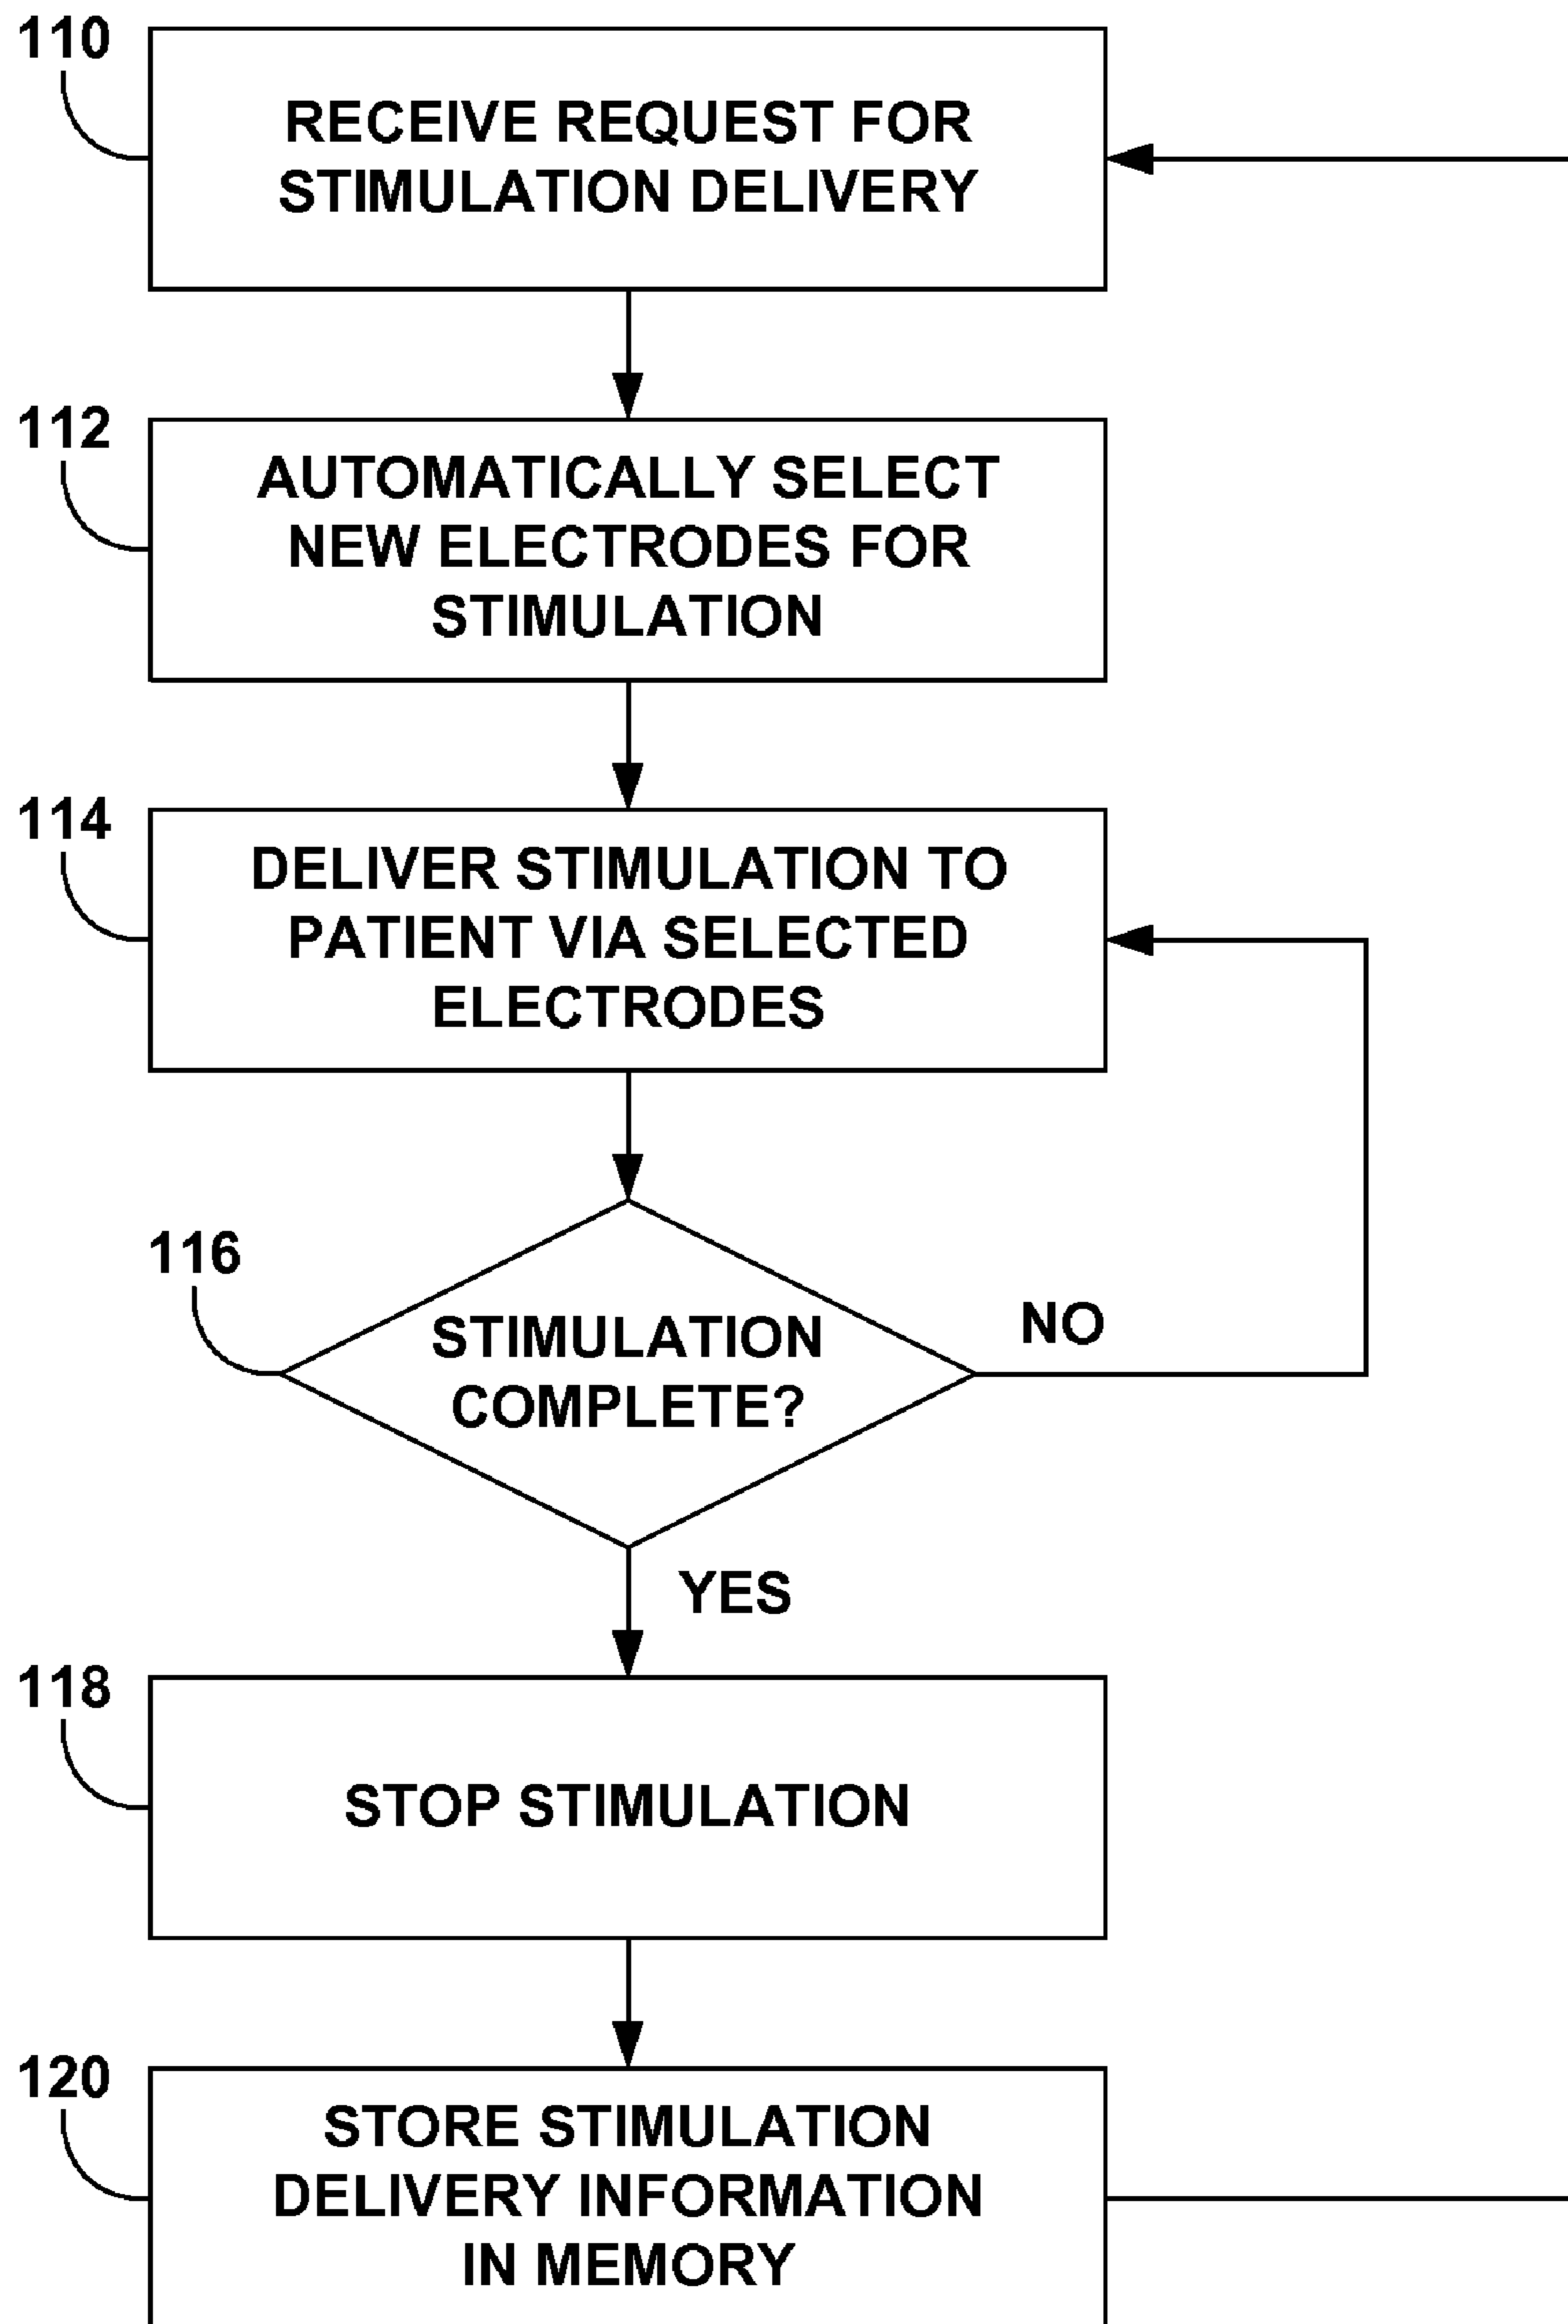 110
RECEIVE REQUEST FOR
STIMULATION DELIVERY
112
AUTOMATICALLY SELECT
NEW ELECTRODES FOR
STIMULATION
114
DELIVER STIMULATION TO
PATIENT VIA SELECTED
ELECTRODES
116
STIMULATION
COMPLETE?
NO
YES
118
STOP STIMULATION
120
STORE STIMULATION
DELIVERY INFORMATION
IN MEMORY